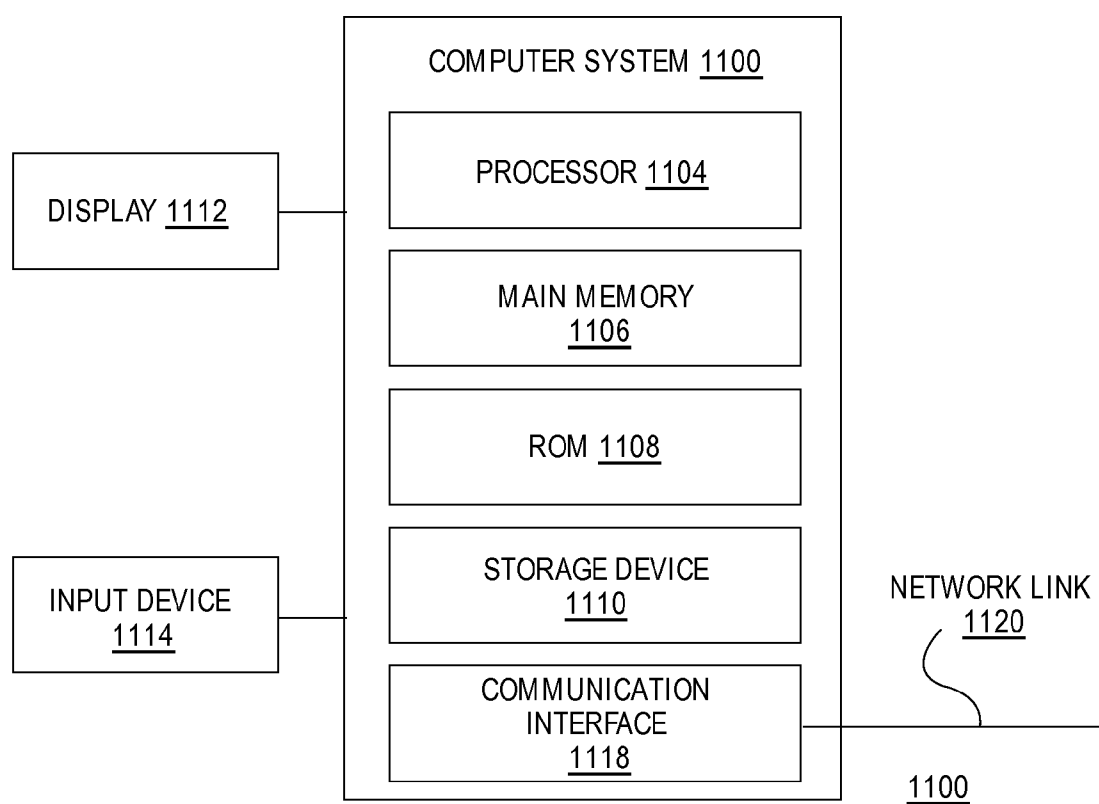 COMPUTER SYSTEM 1100
PROCESSOR 1104
DISPLAY 1112
MAIN MEMORY
1106
ROM 1108
STORAGE DEVICE
1110
INPUT DEVICE
1114
NETWORK LINK
1120
COMMUNICATION
INTERFACE
1118
1100